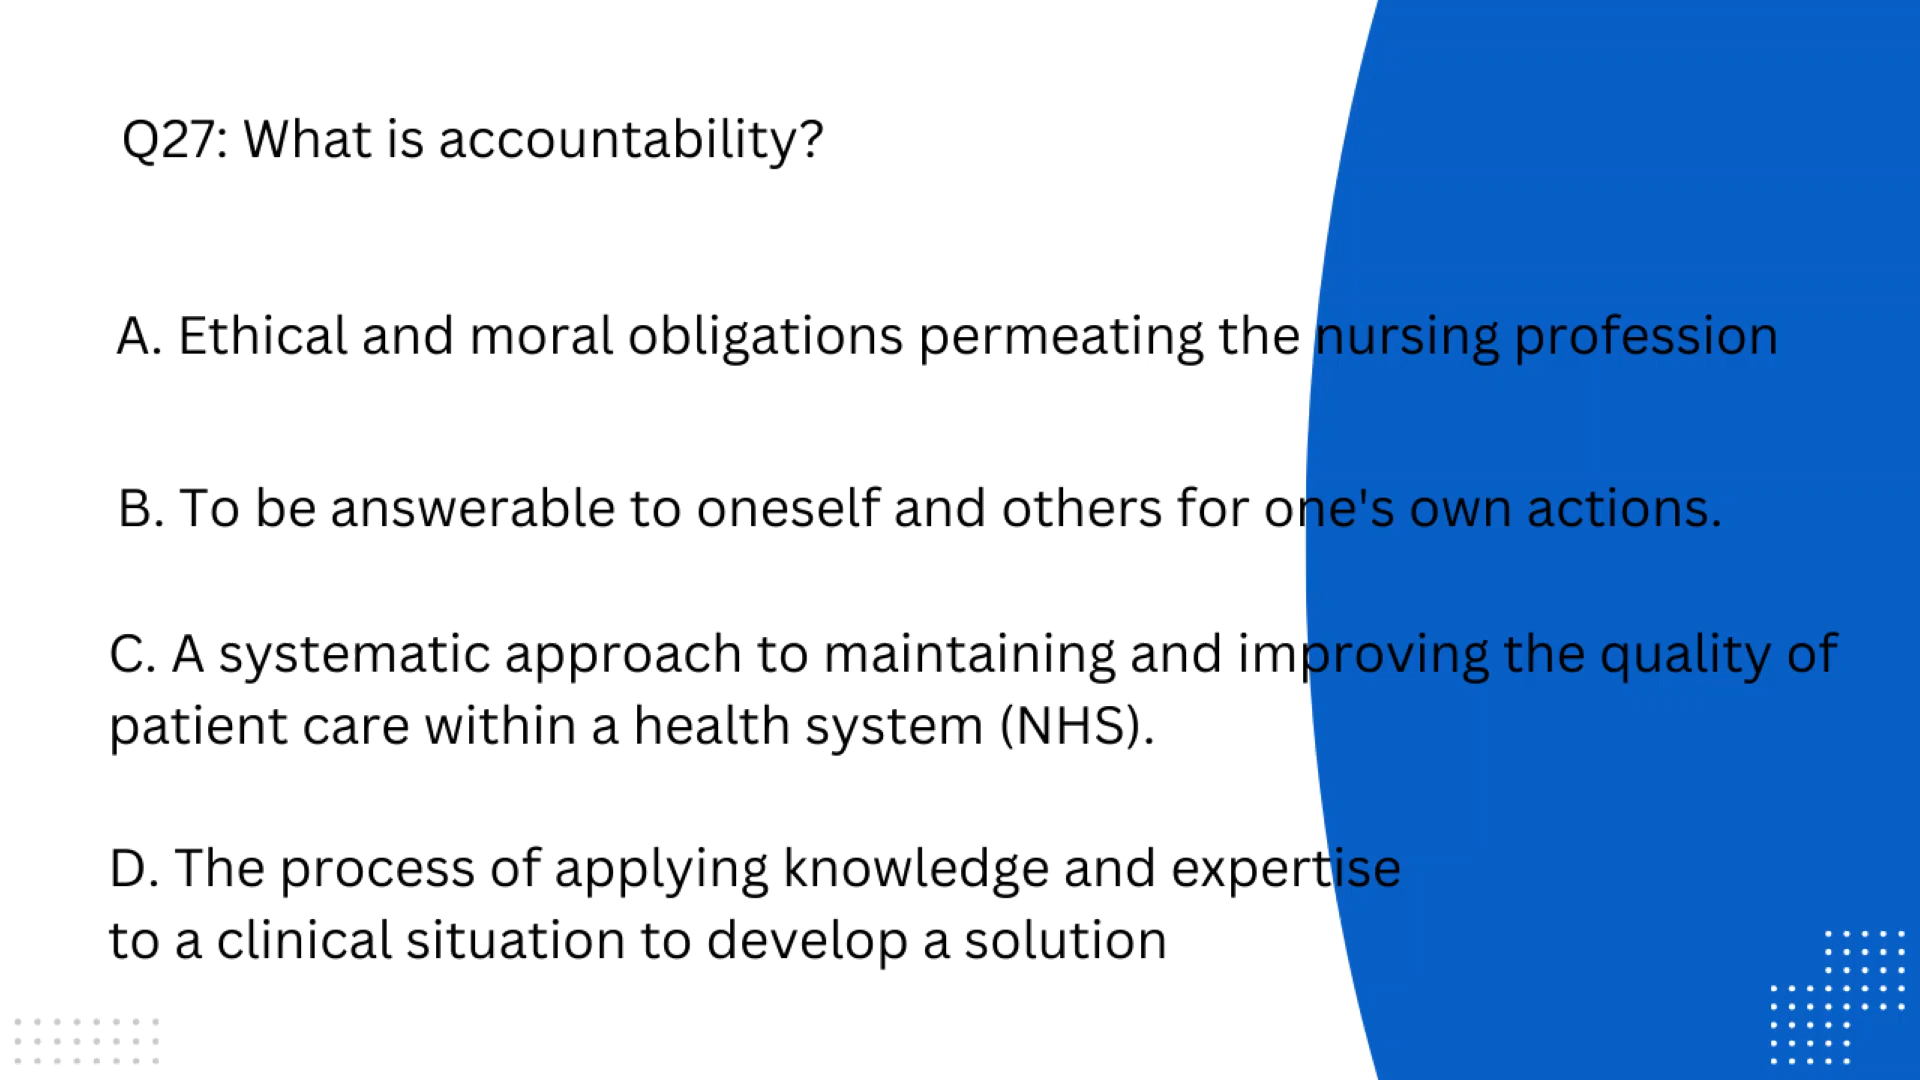 Q27: What is accountability?
A. Ethical and moral obligations permeating the nursing profession
B. To be answerable to oneself and others for one's own actions.
C. A systematic approach to maintaining and improving the quality of
patient care within a health system (NHS).
D. The process of applying knowledge and expertise
to a clinical situation to develop a solution